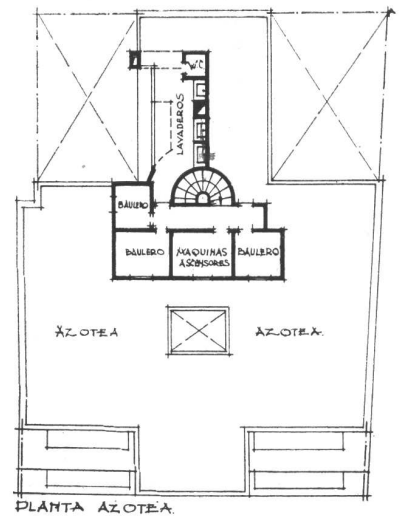 W.C.
LAVADEROS
BAULERO
BAULERO
MAQUINAS
ASCENSORES
BAULERO
AZOTEA
AZOTEA.
PLANTA AZOTEA.